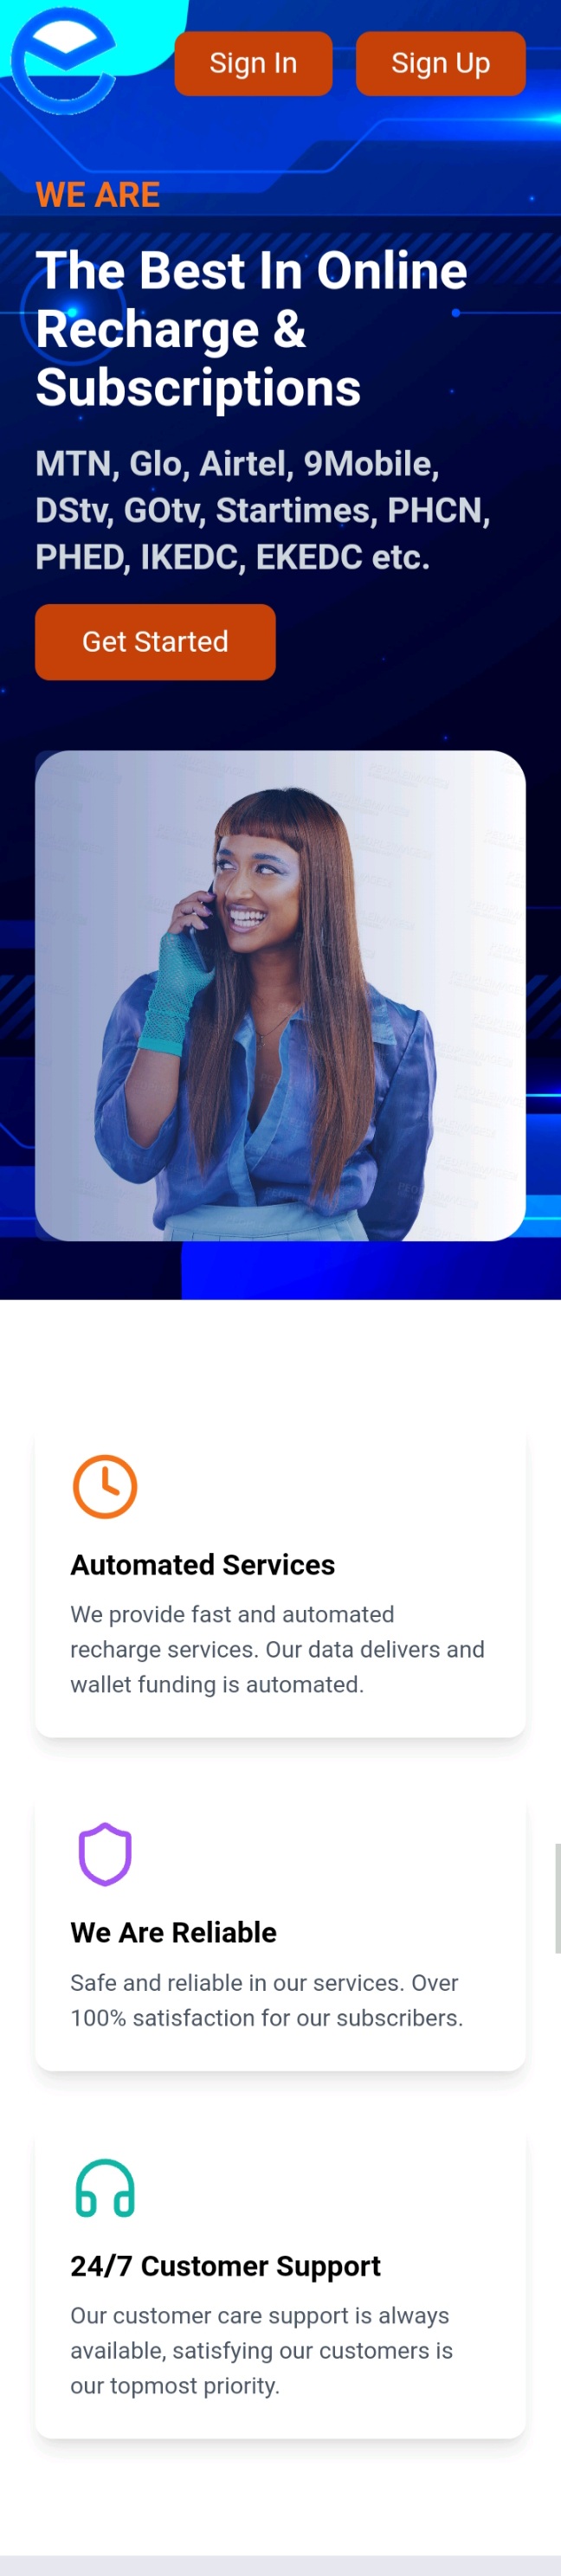 Sign In
Sign Up
WE ARE
The Best In Online
Recharge &
Subscriptions
MTN, Glo, Airtel, 9Mobile,
DStv, GOtv, Startimes, PHCN,
PHED, IKEDC, EKEDC etc.
Get Started
Automated Services
We provide fast and automated
recharge services. Our data delivers and
wallet funding is automated.
We Are Reliable
Safe and reliable in our services. Over
100% satisfaction for our subscribers.
24/7 Customer Support
Our customer care support is always
available, satisfying our customers is
our topmost priority.